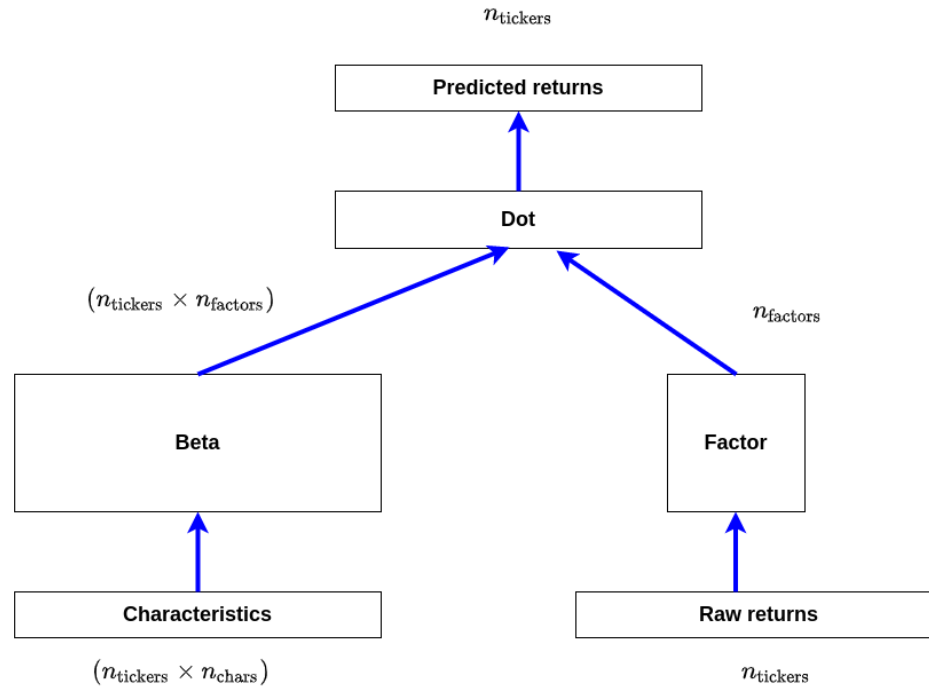 n_tickers
Predicted returns
Dot
(n_tickers × n_factors)
n_factors
Beta
Factor
Characteristics
Raw returns
(n_tickers × n_chars)
n_tickers